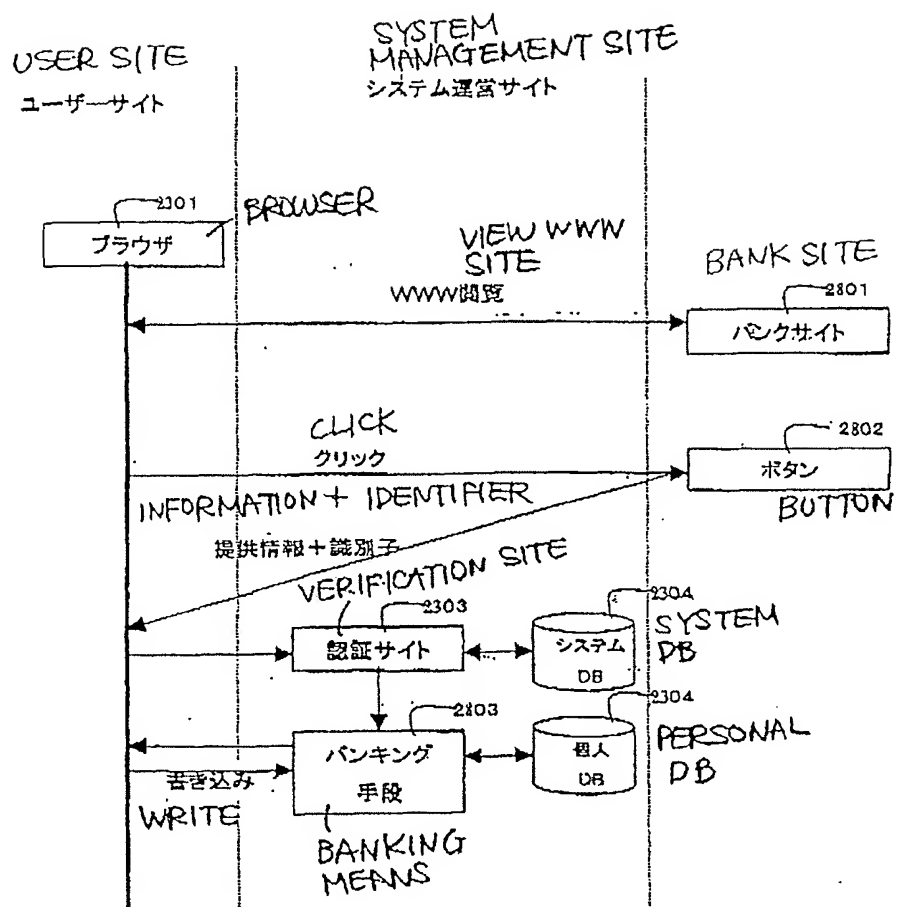 USER SITE
ユーザーサイト
SYSTEM
MANAGEMENT SITE
システム運営サイト
2301
BROWSER
ブラウザ
VIEW WWW
SITE
WWW閲覧
BANK SITE
2801
バンクサイト
CLICK
クリック
2802
ボタン
BUTTON
INFORMATION + IDENTIFIER
提供情報+識別子
VERIFICATION SITE
2303
認証サイト
2304
システム
DB
SYSTEM
DB
2803
バンキング
手段
2304
個人
DB
PERSONAL
DB
書き込み
WRITE
BANKING
MEANS